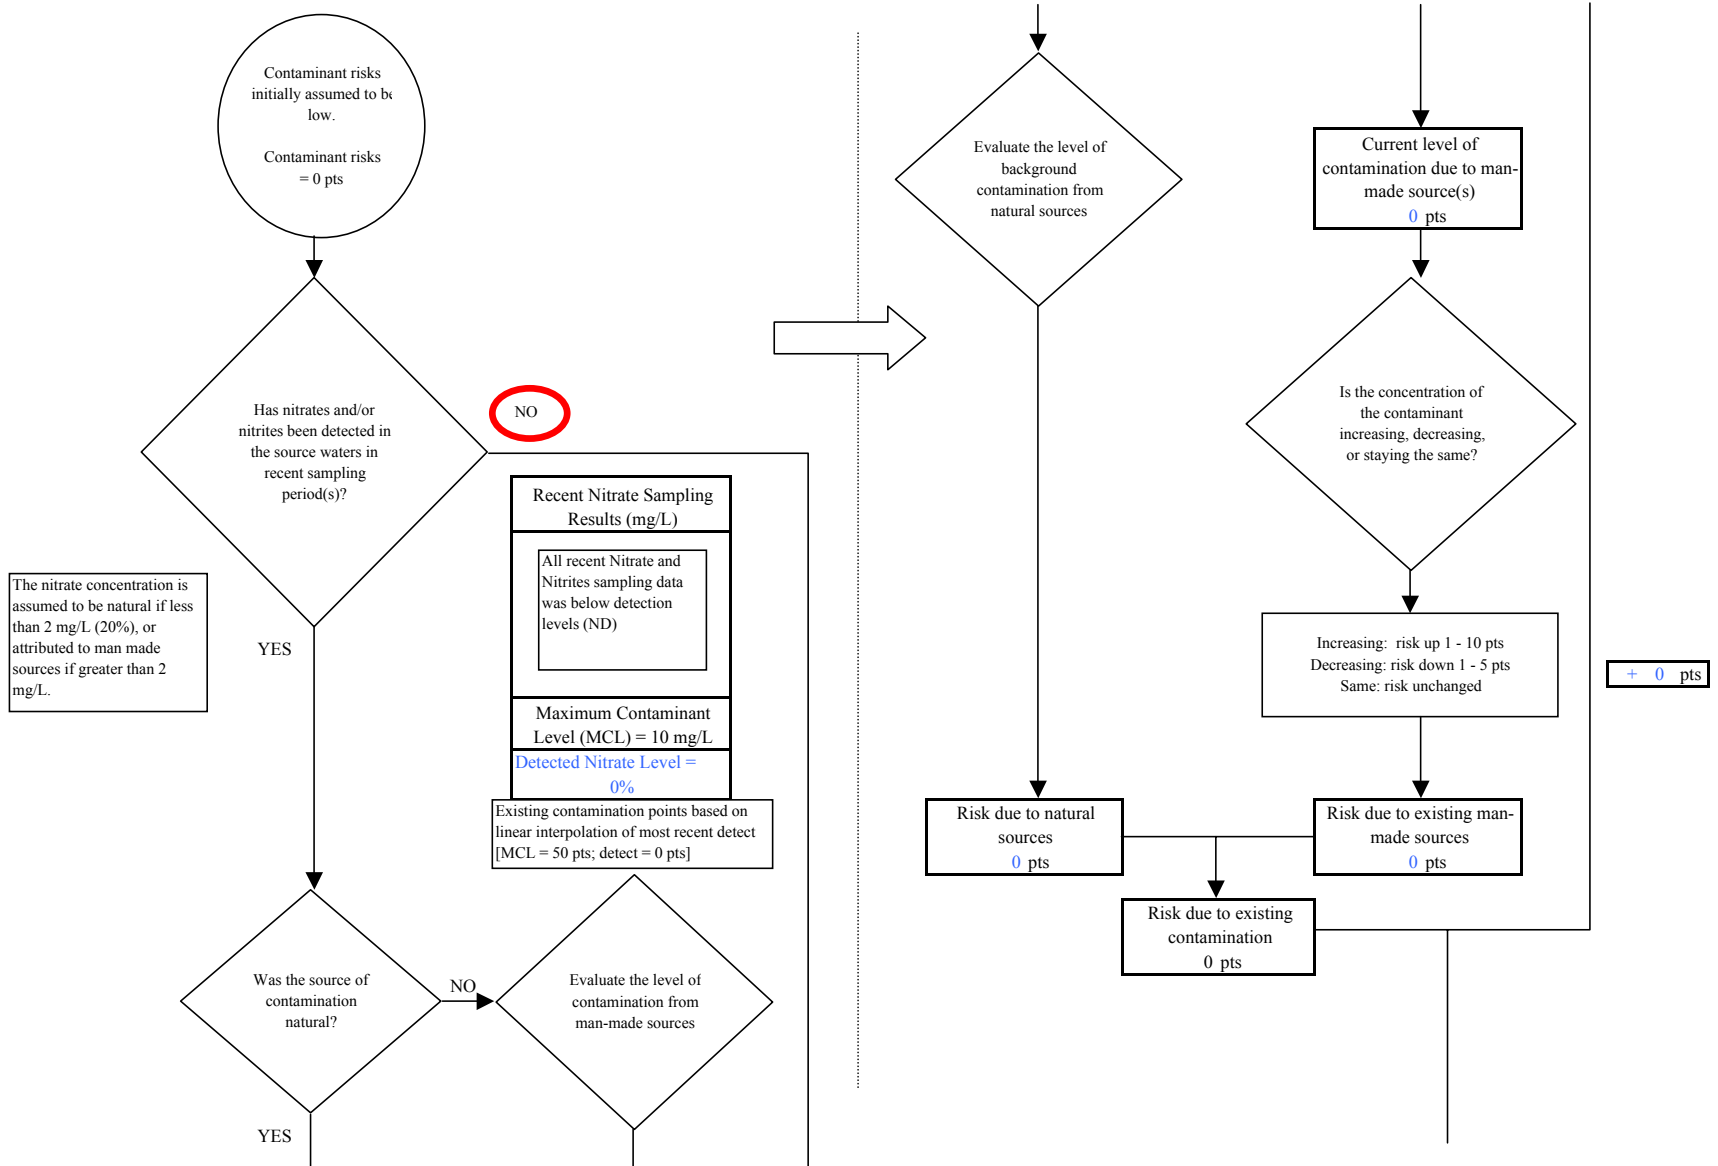 Contaminant risks
initially assumed to be
low.
Contaminant risks
= 0 pts
Has nitrates and/or
nitrites been detected in
the source waters in
recent sampling
period(s)?
NO
Recent Nitrate Sampling
Results (mg/L)
All recent Nitrate and
Nitrites sampling data
was below detection
levels (ND)
Maximum Contaminant
Level (MCL) = 10 mg/L
Detected Nitrate Level =
0%
Existing contamination points based on
linear interpolation of most recent detect
[MCL = 50 pts; detect = 0 pts]
The nitrate concentration is
assumed to be natural if less
than 2 mg/L (20%), or
attributed to man made
sources if greater than 2
mg/L.
YES
Was the source of
contamination
natural?
NO
Evaluate the level of
contamination from
man-made sources
YES
Evaluate the level of
background
contamination from
natural sources
Current level of
contamination due to man-
made source(s)
0 pts
Is the concentration of
the contaminant
increasing, decreasing,
or staying the same?
Increasing: risk up 1 - 10 pts
Decreasing: risk down 1 - 5 pts
Same: risk unchanged
+ 0 pts
Risk due to natural
sources
0 pts
Risk due to existing man-
made sources
0 pts
Risk due to existing
contamination
0 pts